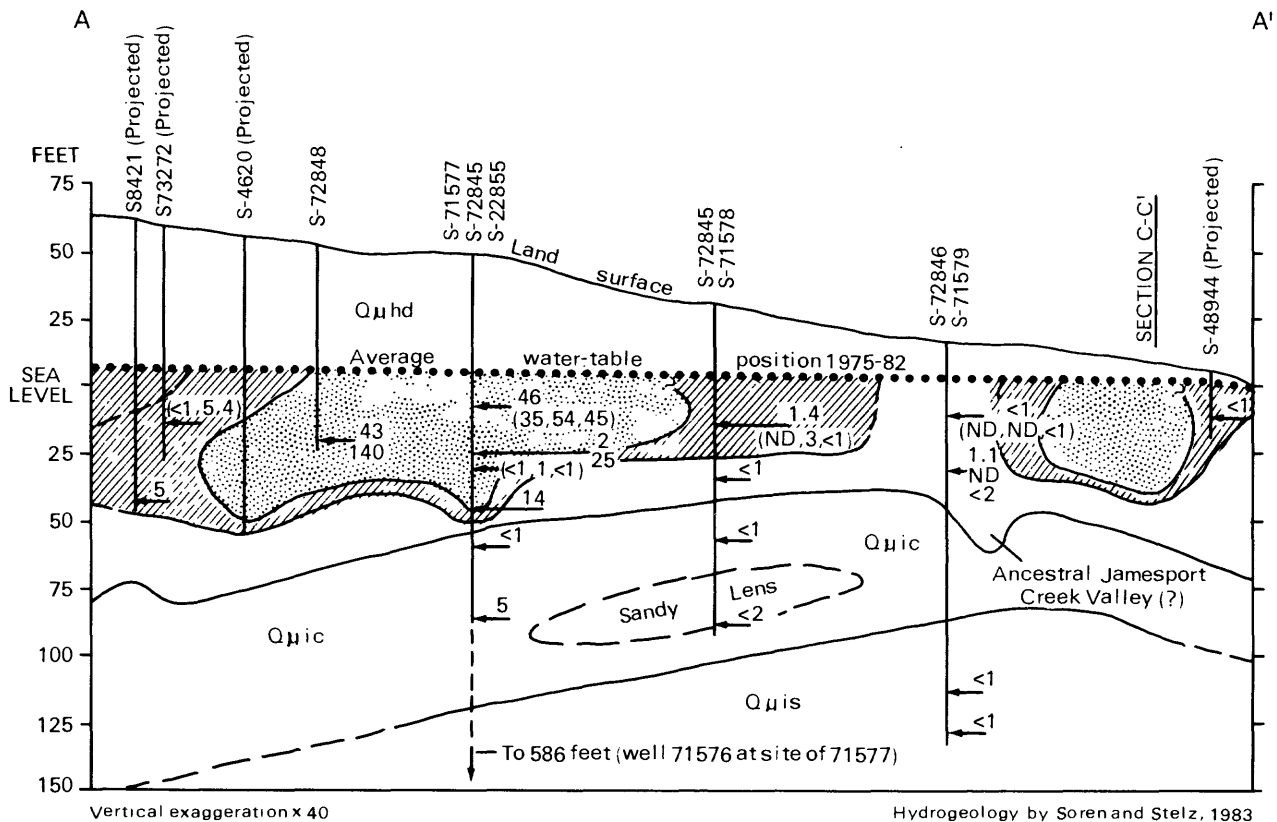 A
A'
S8421 (Projected)
S73272 (Projected)
S-4620 (Projected)
S-72848
S-71577
S-72845
S-22855
S-72845
S-71578
S-72846
S-71579
SECTION C-C'
S-48944 (Projected)
FEET
75
50
25
SEA
LEVEL
25
50
75
100
125
150
Land surface
Qµhd
Average water-table position 1975-82
(<1,5,4)
5
43
140
46
(35,54,45)
2
25
(<1,1,<1)
14
<1
5
1.4
(ND,3,<1)
<1
<1
<2
<1
(ND,ND,<1)
1.1
ND
<2
<1
<1
<1
Qµic
Qµic
Sandy Lens
Ancestral Jamesport
Creek Valley (?)
Qµis
To 586 feet (well 71576 at site of 71577)
Vertical exaggeration x 40
Hydrogeology by Soren and Stelz, 1983